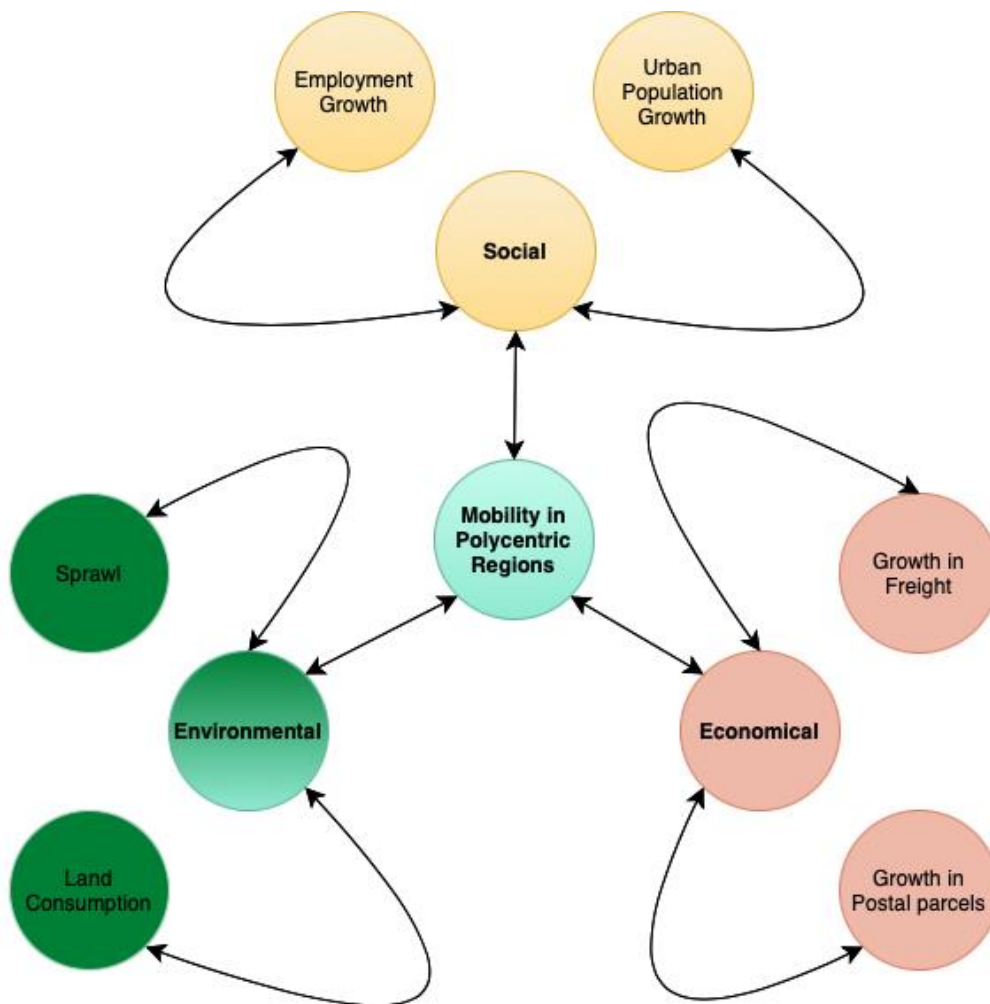 Employment
Growth
Urban
Population
Growth
Social
Mobility in
Polycentric
Regions
Sprawl
Growth in
Freight
Environmental
Economical
Land
Consumption
Growth in
Postal parcels